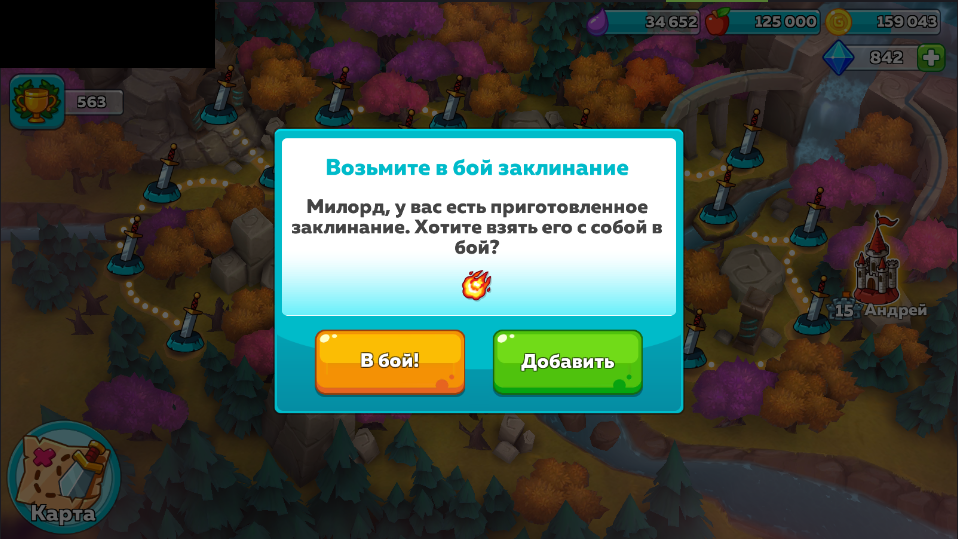 34 652
125 000
159 043
842
563
Возьмите в бой заклинание
Милорд, у вас есть приготовленное
заклинание. Хотите взять его с собой в
бой?
15 Андрей
В бой!
Добавить
Карта